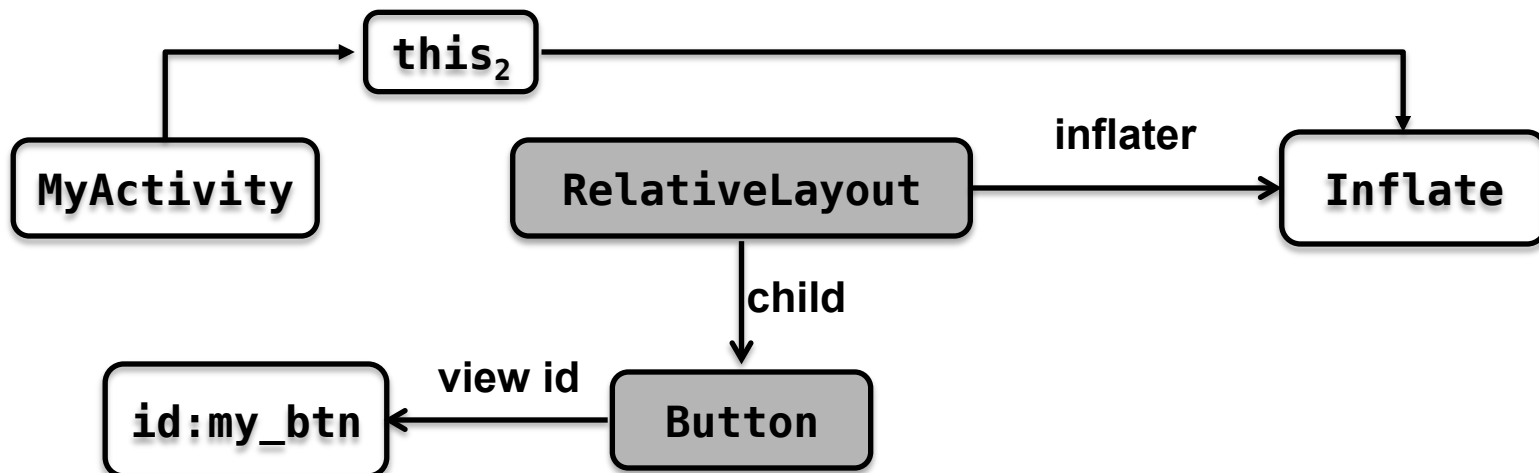 this₂
inflater
MyActivity
RelativeLayout
Inflate
child
view id
id:my_btn
Button